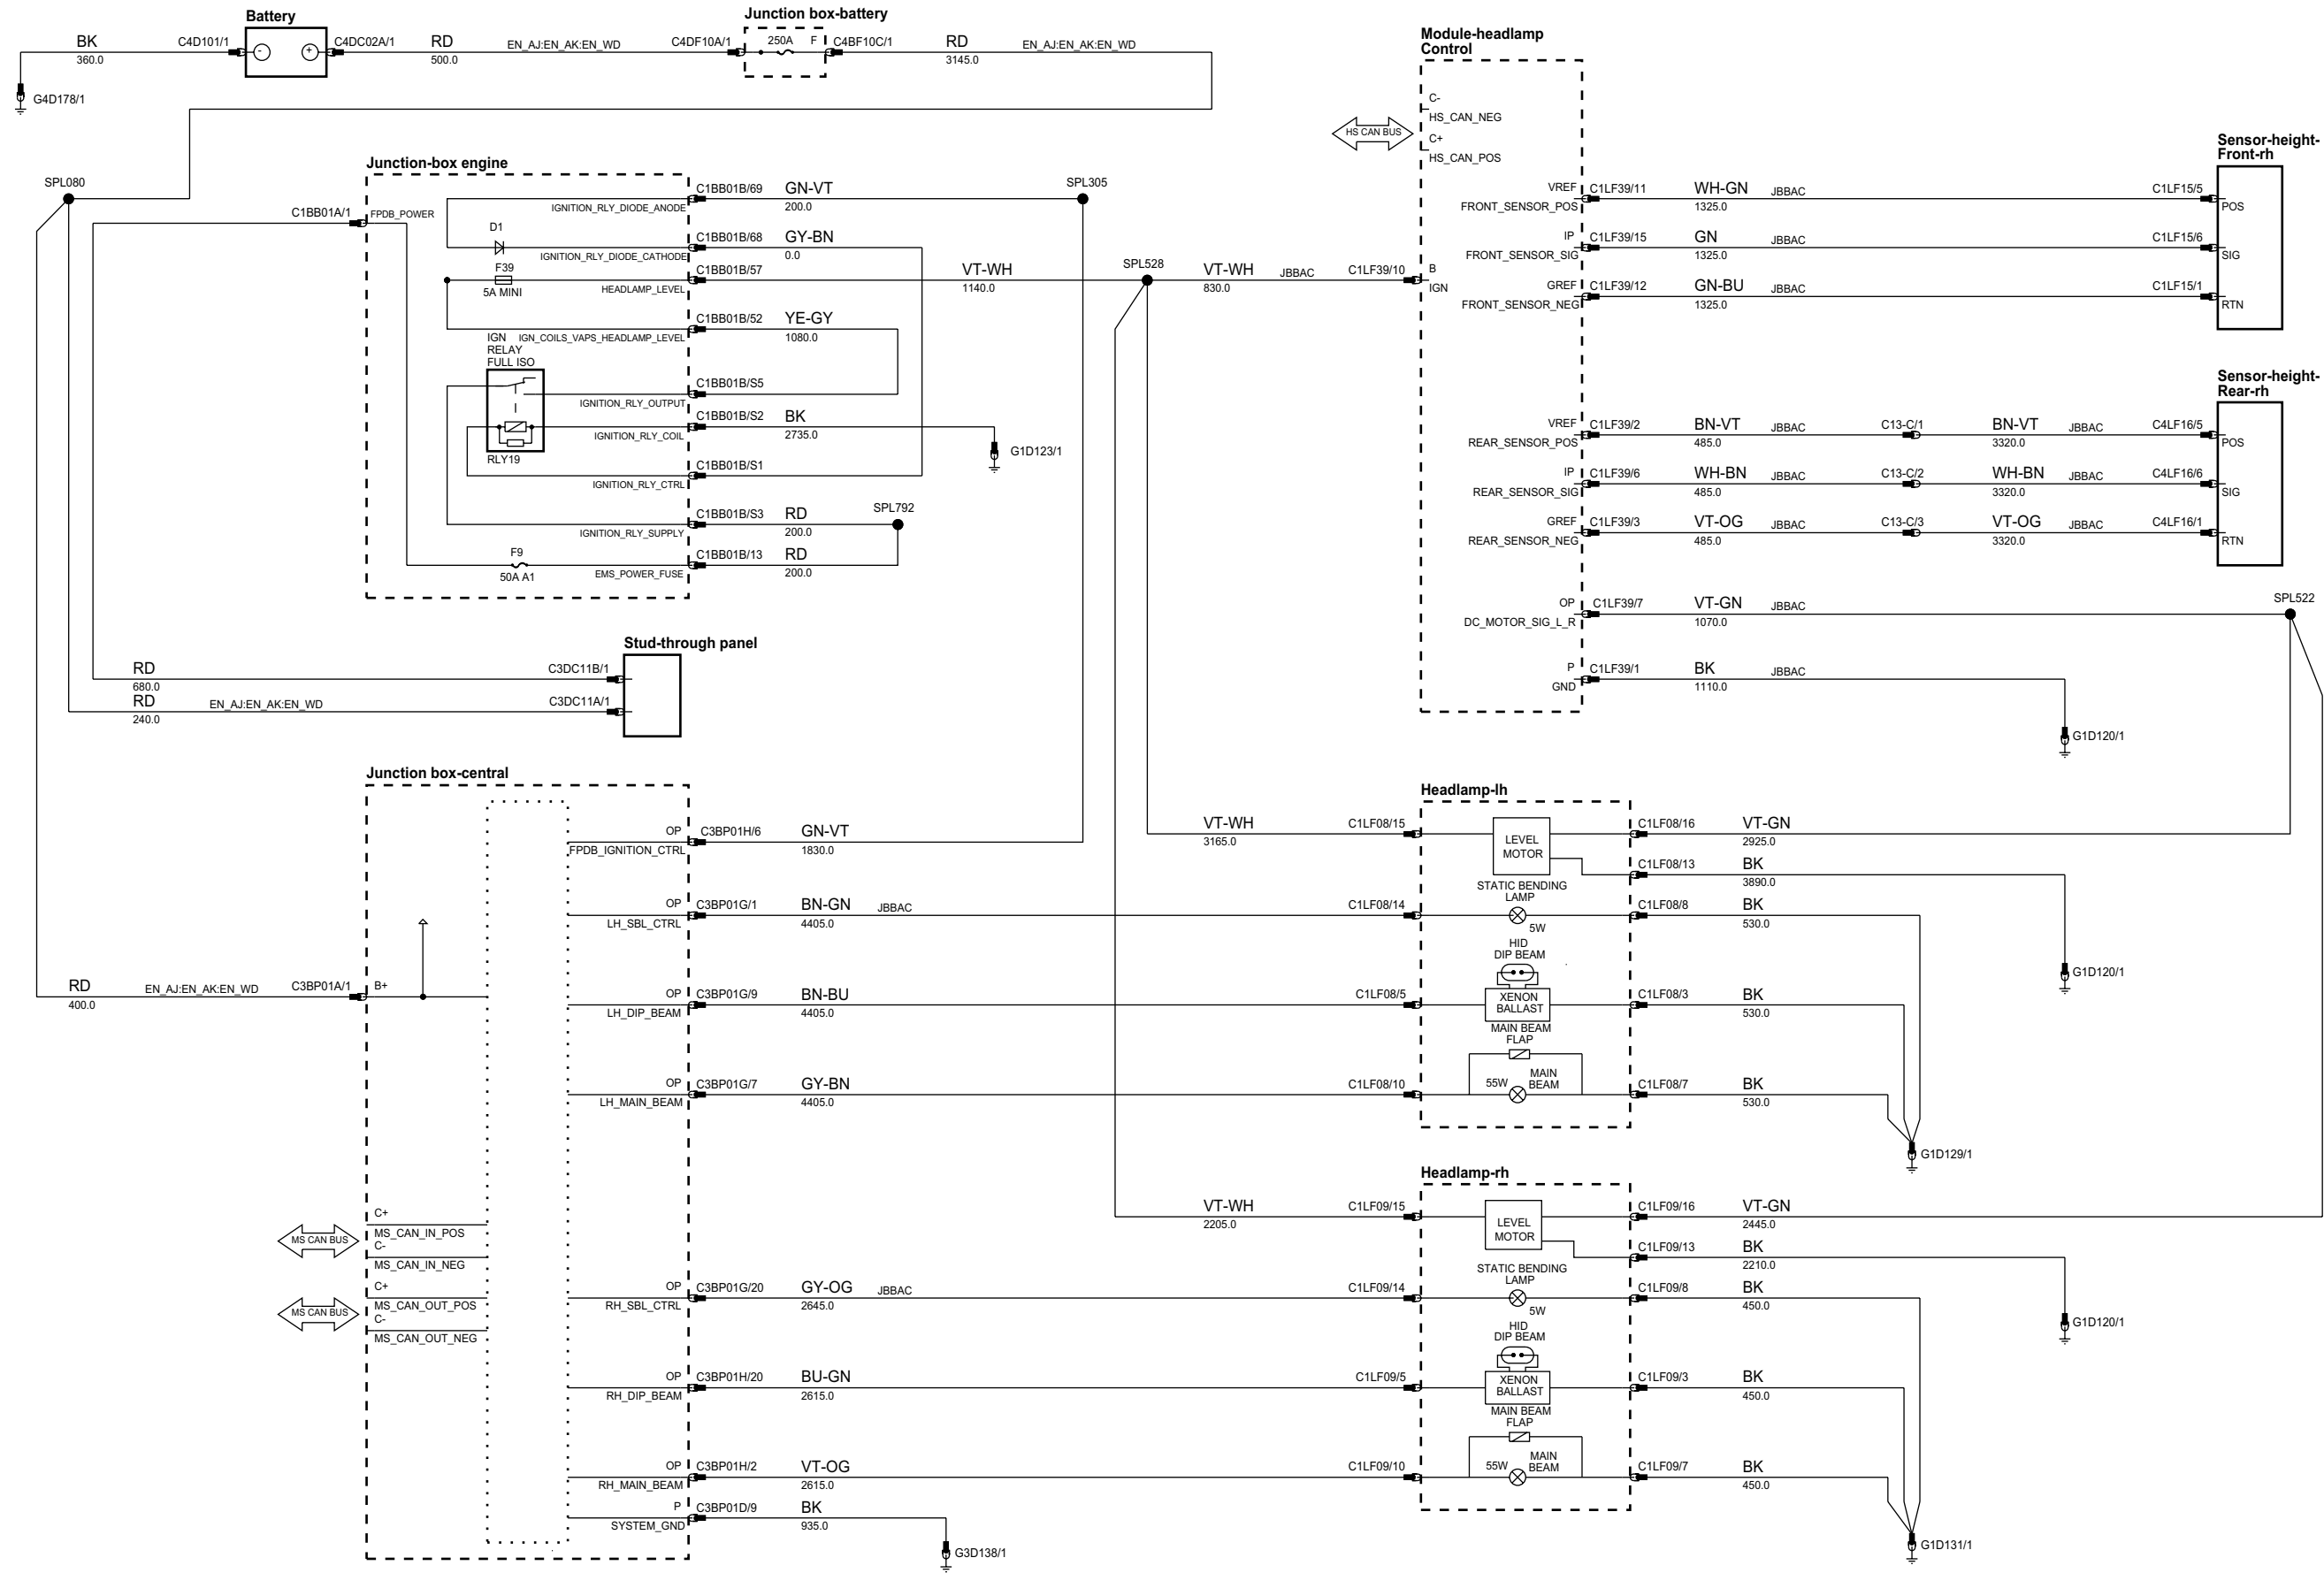 Battery
BK
360.0
C4D101/1
-
+
C4DC02A/1
RD
500.0
EN_AJ:EN_AK:EN_WD
C4DF10A/1
Junction box-battery
250A
F
C4BF10C/1
RD
3145.0
EN_AJ:EN_AK:EN_WD
G4D178/1
SPL080
Junction-box engine
C1BB01A/1
FPDB_POWER
C1BB01B/69
GN-VT
200.0
IGNITION_RLY_DIODE_ANODE
SPL305
D1
C1BB01B/68
GY-BN
0.0
IGNITION_RLY_DIODE_CATHODE
F39
5A MINI
C1BB01B/57
HEADLAMP_LEVEL
VT-WH
1140.0
SPL528
VT-WH
830.0
JBBAC
C1LF39/10
C1BB01B/52
YE-GY
1080.0
IGN_COILS_VAPS_HEADLAMP_LEVEL
IGN
RELAY
FULL ISO
RLY19
C1BB01B/S5
IGNITION_RLY_OUTPUT
C1BB01B/S2
BK
2735.0
IGNITION_RLY_COIL
G1D123/1
C1BB01B/S1
IGNITION_RLY_CTRL
C1BB01B/S3
RD
200.0
IGNITION_RLY_SUPPLY
SPL792
F9
50A A1
C1BB01B/13
RD
200.0
EMS_POWER_FUSE
Stud-through panel
RD
680.0
C3DC11B/1
RD
240.0
EN_AJ:EN_AK:EN_WD
C3DC11A/1
Module-headlamp
Control
C-
HS_CAN_NEG
HS CAN BUS
C+
HS_CAN_POS
B
IGN
VREF
FRONT_SENSOR_POS
C1LF39/11
WH-GN
1325.0
JBBAC
C1LF15/5
IP
FRONT_SENSOR_SIG
C1LF39/15
GN
1325.0
JBBAC
C1LF15/6
GREF
FRONT_SENSOR_NEG
C1LF39/12
GN-BU
1325.0
JBBAC
C1LF15/1
Sensor-height-
Front-rh
POS
SIG
RTN
VREF
REAR_SENSOR_POS
C1LF39/2
BN-VT
485.0
JBBAC
C13-C/1
BN-VT
3320.0
JBBAC
C4LF16/5
IP
REAR_SENSOR_SIG
C1LF39/6
WH-BN
485.0
JBBAC
C13-C/2
WH-BN
3320.0
JBBAC
C4LF16/6
GREF
REAR_SENSOR_NEG
C1LF39/3
VT-OG
485.0
JBBAC
C13-C/3
VT-OG
3320.0
JBBAC
C4LF16/1
Sensor-height-
Rear-rh
POS
SIG
RTN
OP
DC_MOTOR_SIG_L_R
C1LF39/7
VT-GN
1070.0
JBBAC
SPL522
P
GND
C1LF39/1
BK
1110.0
JBBAC
G1D120/1
Junction box-central
OP
FPDB_IGNITION_CTRL
C3BP01H/6
GN-VT
1830.0
OP
LH_SBL_CTRL
C3BP01G/1
BN-GN
4405.0
JBBAC
RD
400.0
EN_AJ:EN_AK:EN_WD
C3BP01A/1
B+
OP
LH_DIP_BEAM
C3BP01G/9
BN-BU
4405.0
OP
LH_MAIN_BEAM
C3BP01G/7
GY-BN
4405.0
MS CAN BUS
C+
MS_CAN_IN_POS
C-
MS_CAN_IN_NEG
MS CAN BUS
C+
MS_CAN_OUT_POS
C-
MS_CAN_OUT_NEG
OP
RH_SBL_CTRL
C3BP01G/20
GY-OG
2645.0
JBBAC
OP
RH_DIP_BEAM
C3BP01H/20
BU-GN
2615.0
OP
RH_MAIN_BEAM
C3BP01H/2
VT-OG
2615.0
P
SYSTEM_GND
C3BP01D/9
BK
935.0
G3D138/1
Headlamp-lh
VT-WH
3165.0
C1LF08/15
LEVEL
MOTOR
C1LF08/16
VT-GN
2925.0
C1LF08/13
BK
3890.0
C1LF08/14
STATIC BENDING
LAMP
5W
C1LF08/8
BK
530.0
G1D120/1
HID
DIP BEAM
C1LF08/5
XENON
BALLAST
C1LF08/3
BK
530.0
MAIN BEAM
FLAP
C1LF08/10
55W
MAIN
BEAM
C1LF08/7
BK
530.0
G1D129/1
Headlamp-rh
VT-WH
2205.0
C1LF09/15
LEVEL
MOTOR
C1LF09/16
VT-GN
2445.0
C1LF09/13
BK
2210.0
C1LF09/14
STATIC BENDING
LAMP
5W
C1LF09/8
BK
450.0
G1D120/1
HID
DIP BEAM
C1LF09/5
XENON
BALLAST
C1LF09/3
BK
450.0
MAIN BEAM
FLAP
C1LF09/10
55W
MAIN
BEAM
C1LF09/7
BK
450.0
G1D131/1